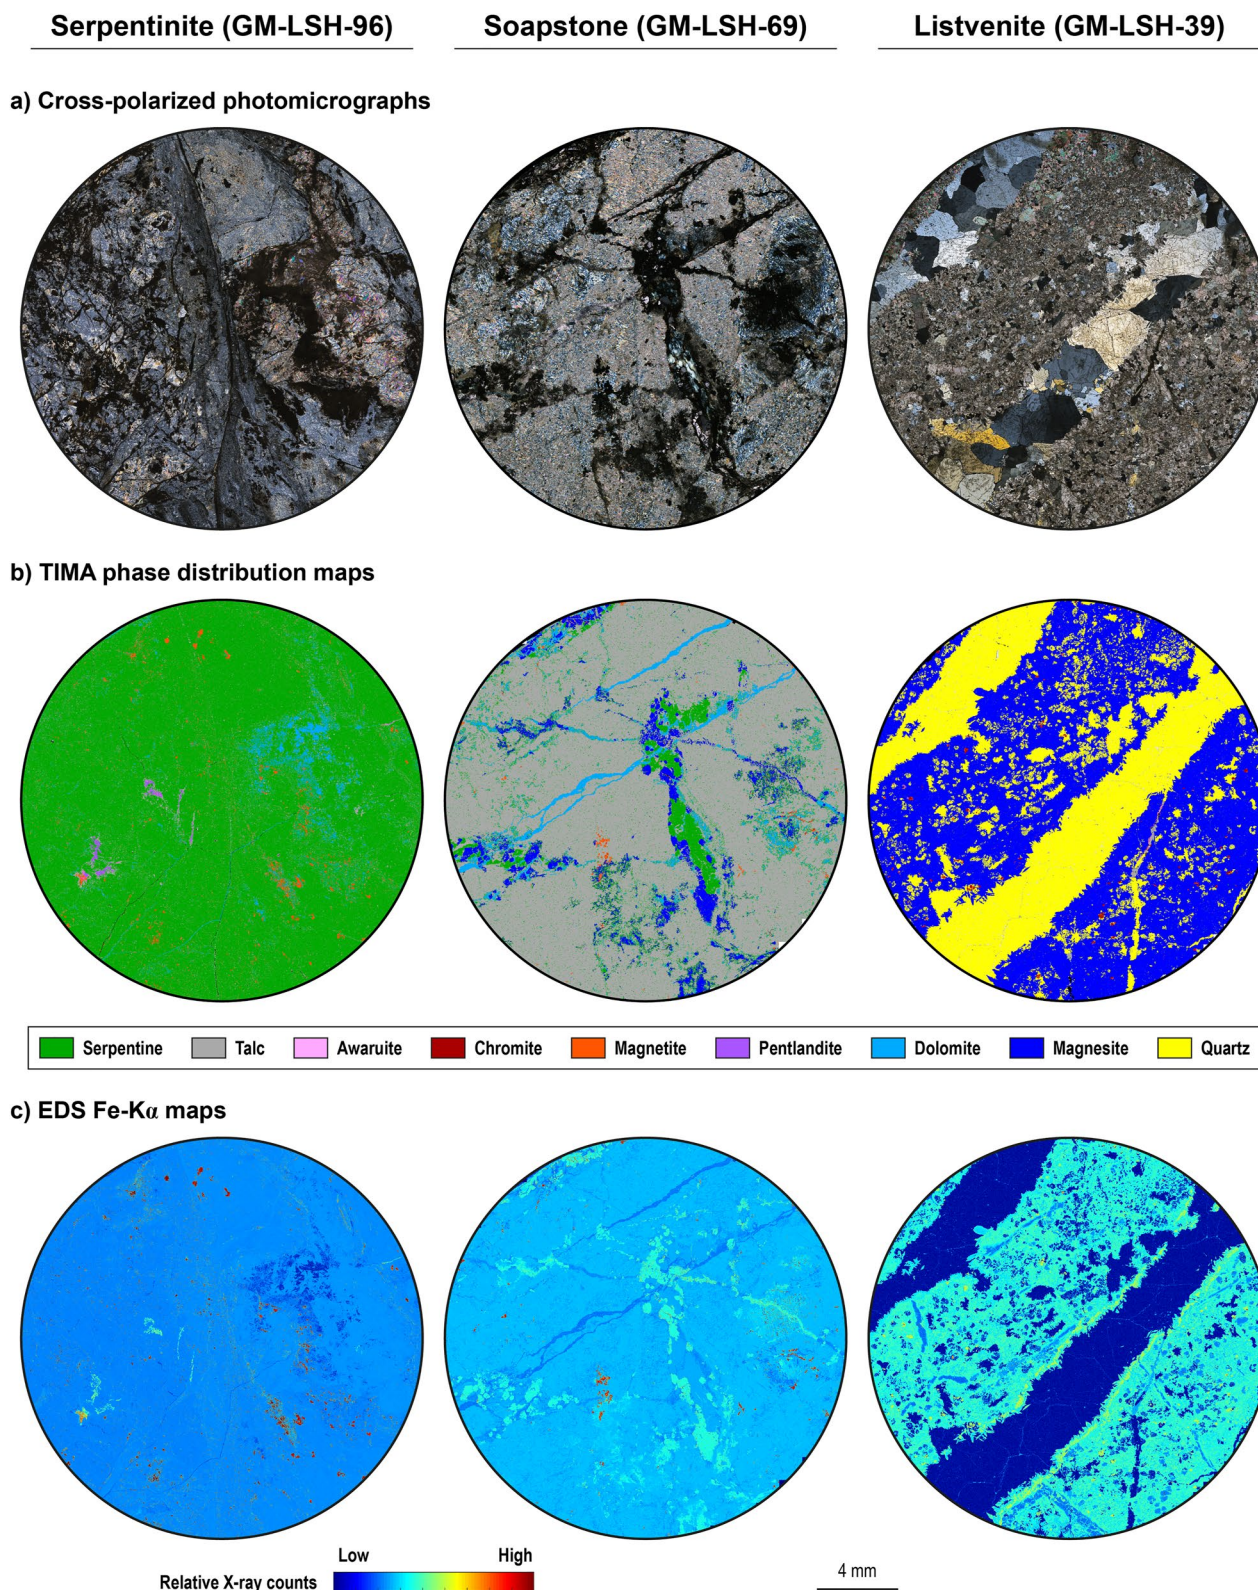 Serpentinite (GM-LSH-96) Soapstone (GM-LSH-69) Listvenite (GM-LSH-39)
a) Cross-polarized photomicrographs
b) TIMA phase distribution maps
Serpentine Talc Awaruite Chromite Magnetite Pentlandite Dolomite Magnesite Quartz
c) EDS Fe-Kα maps
Low High
Relative X-ray counts
4 mm